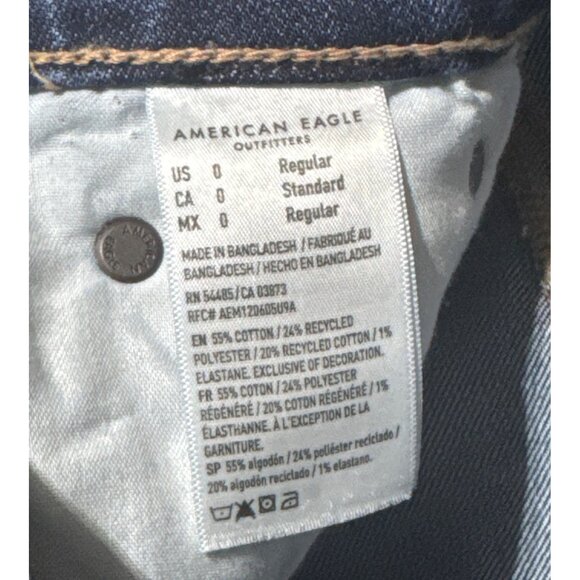 AMERICAN EAGLE
OUTFITTERS
US 0 Regular
CA 0 Standard
MX 0 Regular
MADE IN BANGLADESH / FABRIQUÉ AU
BANGLADESH / HECHO EN BANGLADESH
RN 54485/CA 03873
RFC# AEM120605U9A
EN 55% COTTON / 24% RECYCLED
POLYESTER / 20% RECYCLED COTTON / 1%
ELASTANE. EXCLUSIVE OF DECORATION.
FR 55% COTON / 24% POLYESTER
RÉGÉNÉRÉ / 20% COTON RÉGÉNÉRÉ / 1%
ÉLASTHANNE. À L'EXCEPTION DE LA
GARNITURE.
SP 55% algodón / 24% poliéster reciclado /
20% algodón reciclado / 1% elastano.
AMERICAN